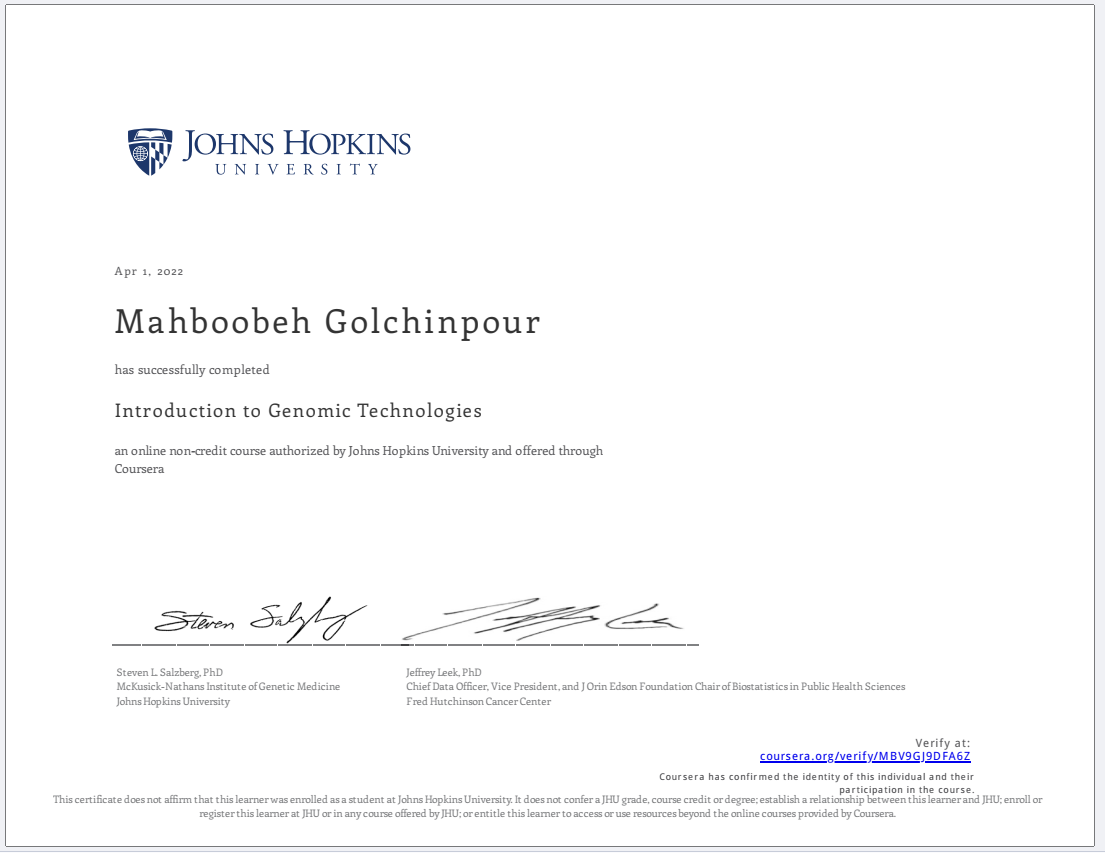 JOHNS HOPKINS
UNIVERSITY
Apr 1, 2022
Mahboobeh Golchinpour
has successfully completed
Introduction to Genomic Technologies
an online non-credit course authorized by Johns Hopkins University and offered through
Coursera
Steven Salzberg
Steven L. Salzberg, PhD
McKusick-Nathans Institute of Genetic Medicine
Johns Hopkins University
Jeffrey Leek, PhD
Chief Data Officer, Vice President, and J Orin Edson Foundation Chair of Biostatistics in Public Health Sciences
Fred Hutchinson Cancer Center
Verify at:
coursera.org/verify/MBV9GJ9DFA6Z
Coursera has confirmed the identity of this individual and their
participation in the course.
This certificate does not affirm that this learner was enrolled as a student at Johns Hopkins University. It does not confer a JHU grade, course credit or degree; establish a relationship between this learner and JHU; enroll or
register this learner at JHU or in any course offered by JHU; or entitle this learner to access or use resources beyond the online courses provided by Coursera.